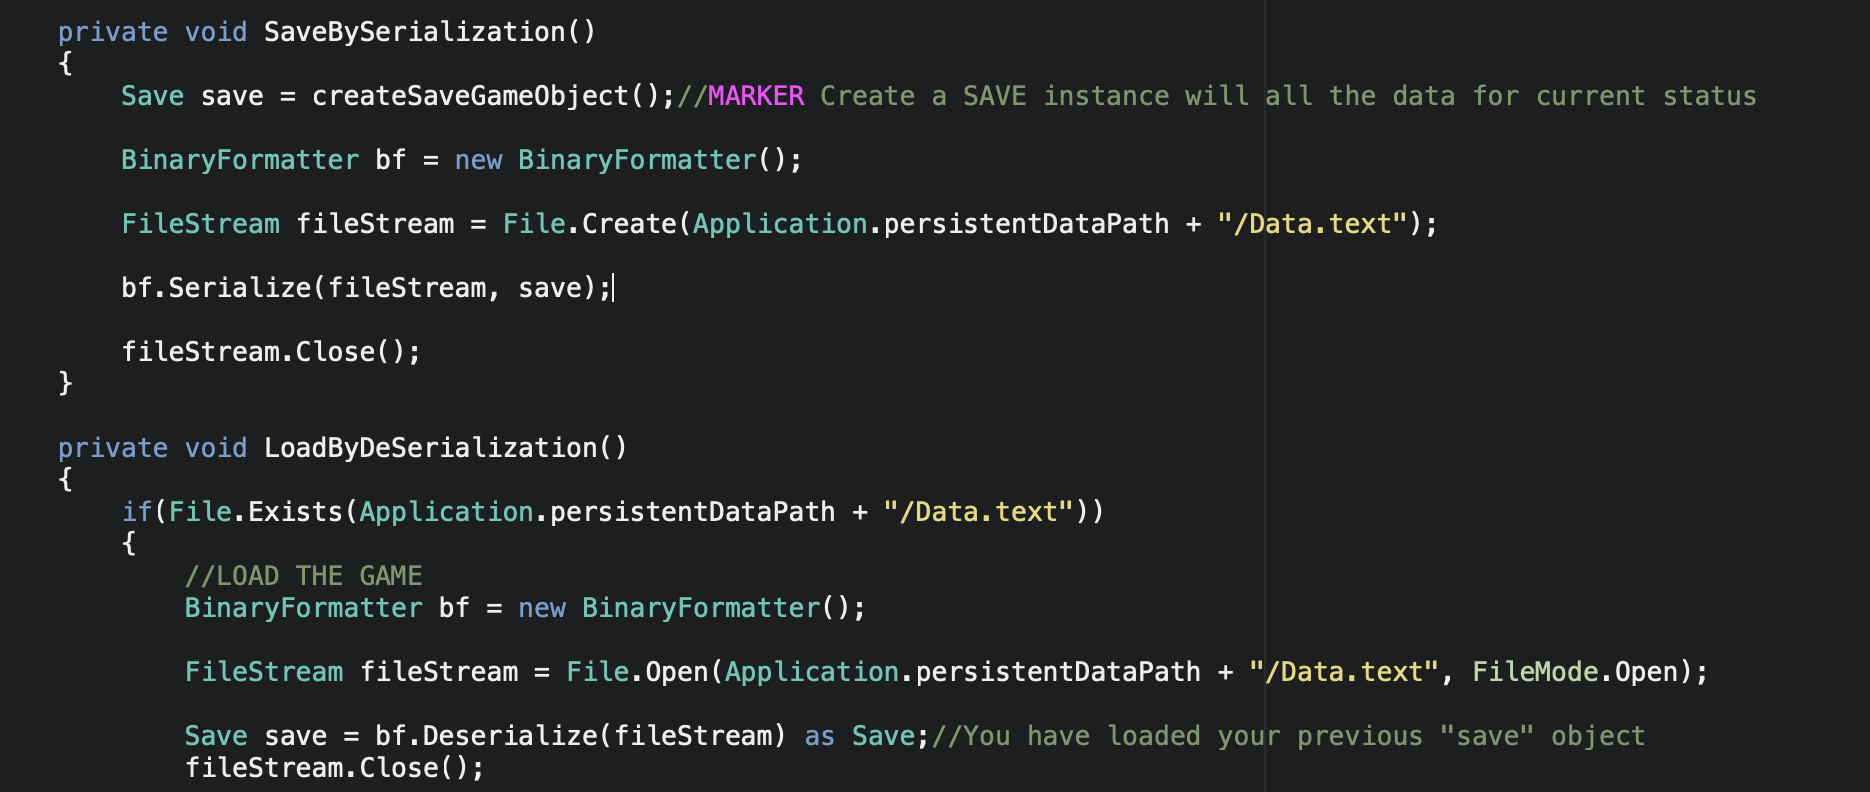 private void SaveBySerialization()
{
    Save save = createSaveGameObject();//MARKER Create a SAVE instance will all the data for current status

    BinaryFormatter bf = new BinaryFormatter();

    FileStream fileStream = File.Create(Application.persistentDataPath + "/Data.text");

    bf.Serialize(fileStream, save);

    fileStream.Close();
}

private void LoadByDeSerialization()
{
    if(File.Exists(Application.persistentDataPath + "/Data.text"))
    {
        //LOAD THE GAME
        BinaryFormatter bf = new BinaryFormatter();

        FileStream fileStream = File.Open(Application.persistentDataPath + "/Data.text", FileMode.Open);

        Save save = bf.Deserialize(fileStream) as Save;//You have loaded your previous "save" object
        fileStream.Close();